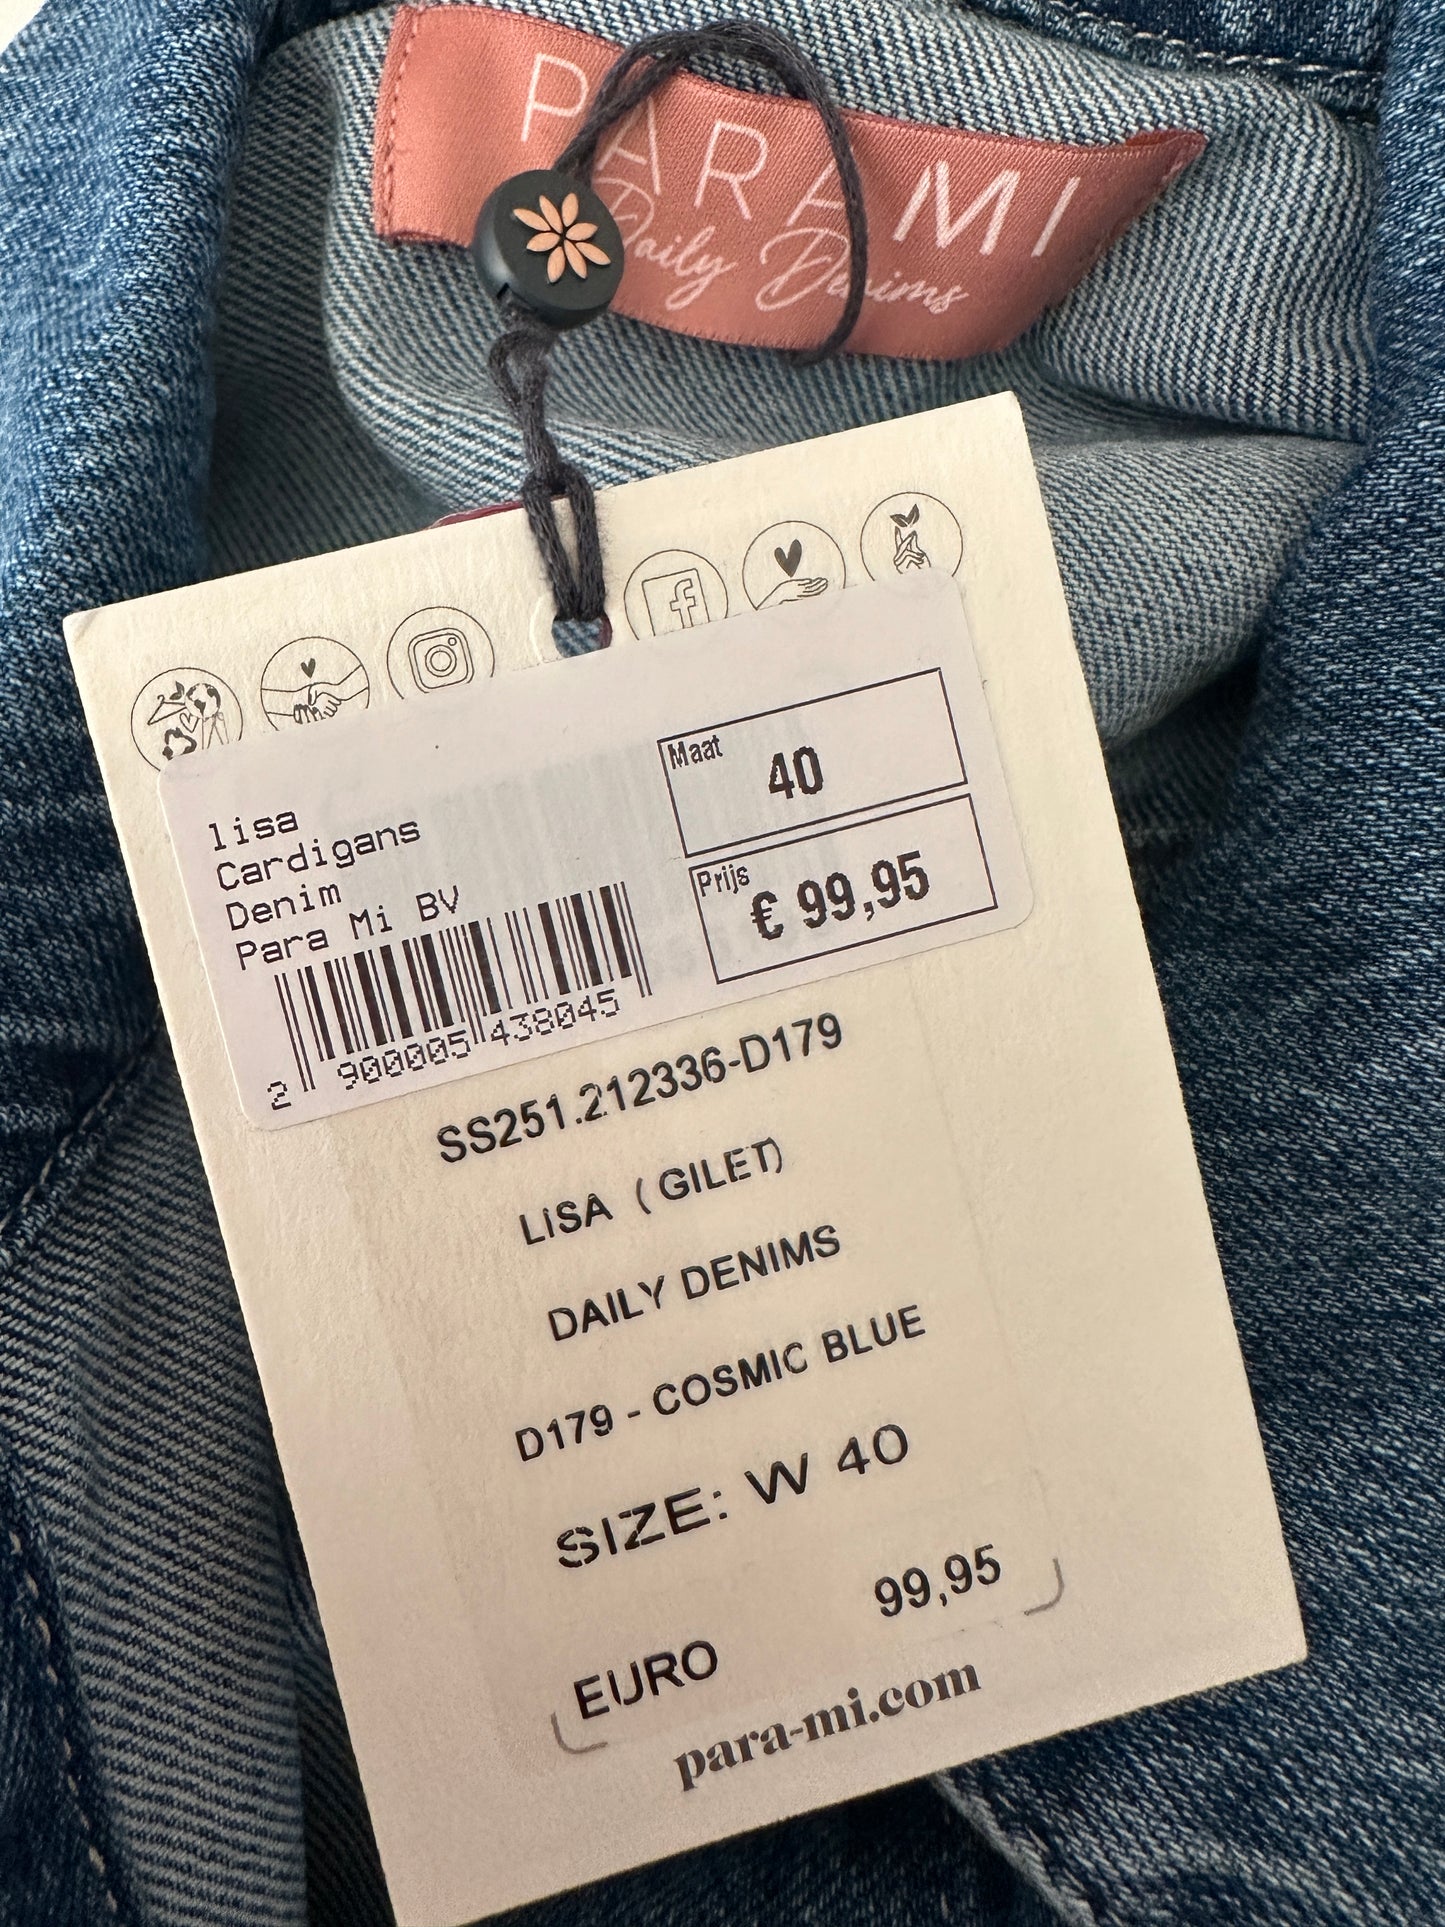 PARA MI
Daily Denims
lisa
Cardigans
Denim
Para Mi BV
Maat
40
Prijs
€ 99,95
2 900005 438045
SS251.212336-D179
LISA (GILET)
DAILY DENIMS
D179 - COSMIC BLUE
SIZE: W 40
EURO 99,95
para-mi.com